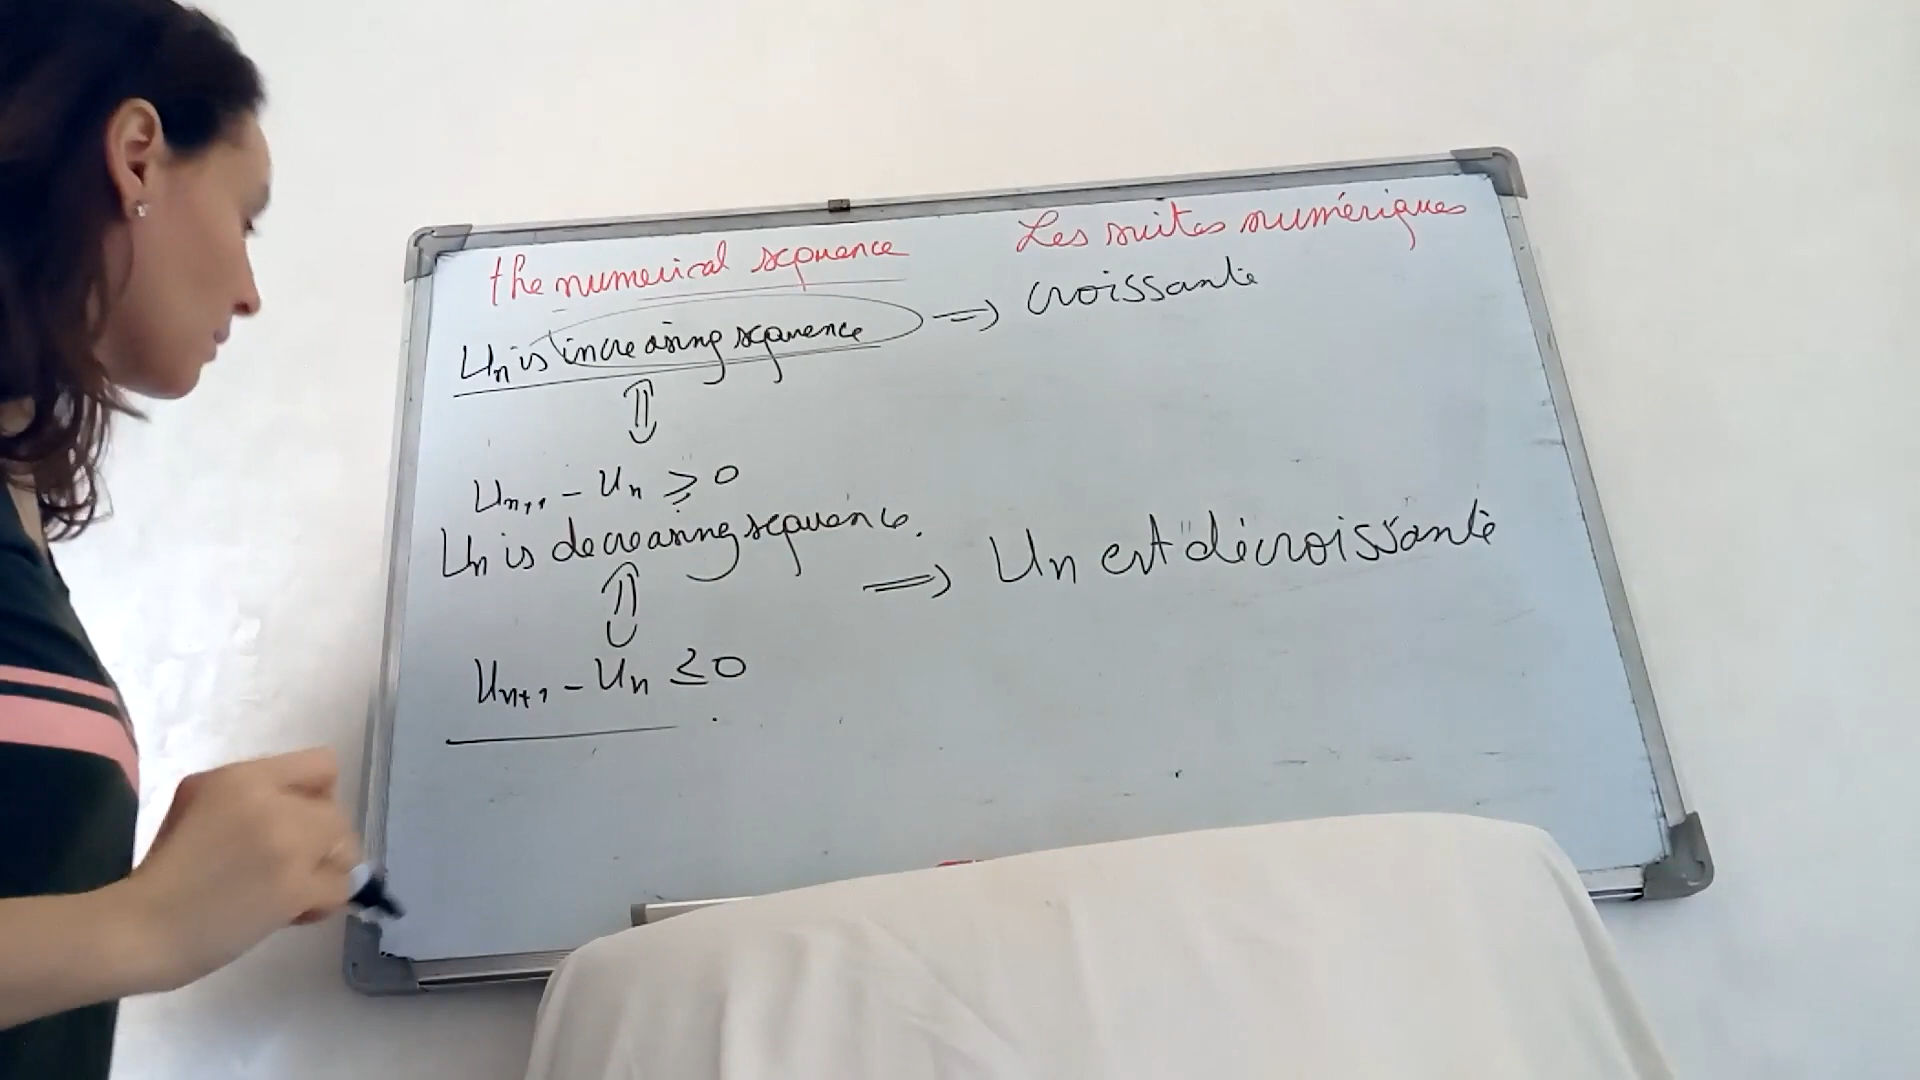 the numerical sequence
Les suites numériques
Un is increasing sequence => croissante
⇕
Un+1 - Un ≥ 0
Un is decreasing sequence.
=> Un est décroissante
⇕
Un+1 - Un ≤ 0